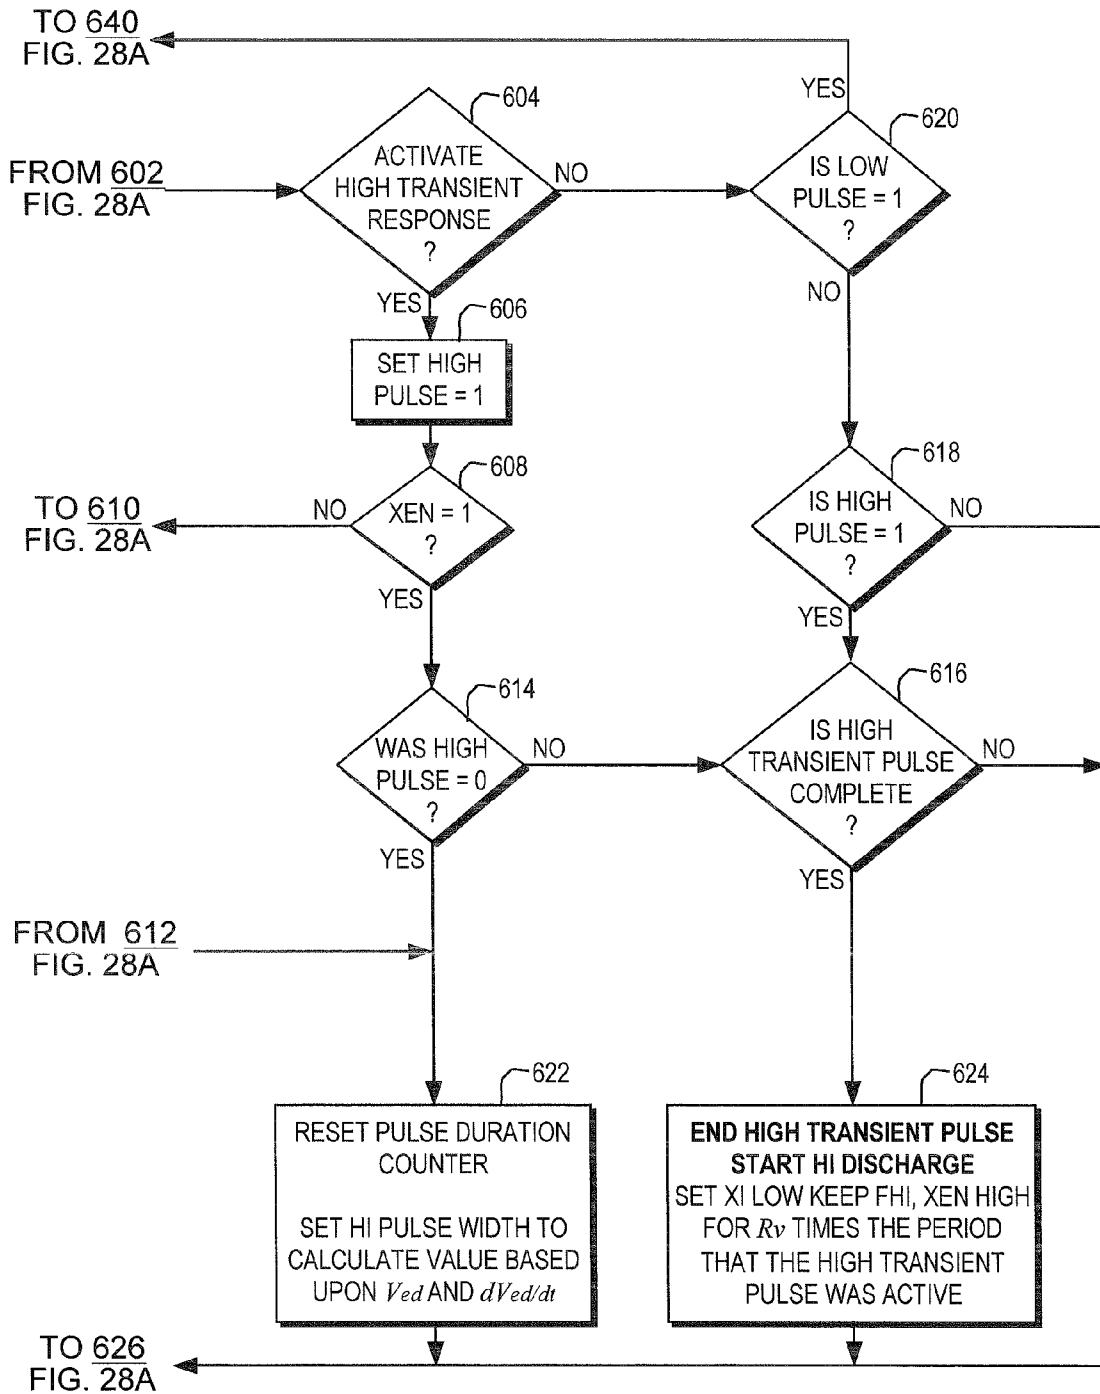 TO 640
FIG. 28A
YES
604
620
FROM 602
FIG. 28A
ACTIVATE
HIGH TRANSIENT
RESPONSE
?
NO
IS LOW
PULSE = 1
?
YES
NO
606
SET HIGH
PULSE = 1
608
618
TO 610
FIG. 28A
NO
XEN = 1
?
IS HIGH
PULSE = 1
?
NO
YES
YES
614
616
WAS HIGH
PULSE = 0
?
NO
IS HIGH
TRANSIENT PULSE
COMPLETE
?
NO
YES
YES
FROM 612
FIG. 28A
622
624
RESET PULSE DURATION
COUNTER
SET HI PULSE WIDTH TO
CALCULATE VALUE BASED
UPON Ved AND dVed/dt
END HIGH TRANSIENT PULSE
START HI DISCHARGE
SET XI LOW KEEP FHI, XEN HIGH
FOR Rv TIMES THE PERIOD
THAT THE HIGH TRANSIENT
PULSE WAS ACTIVE
TO 626
FIG. 28A